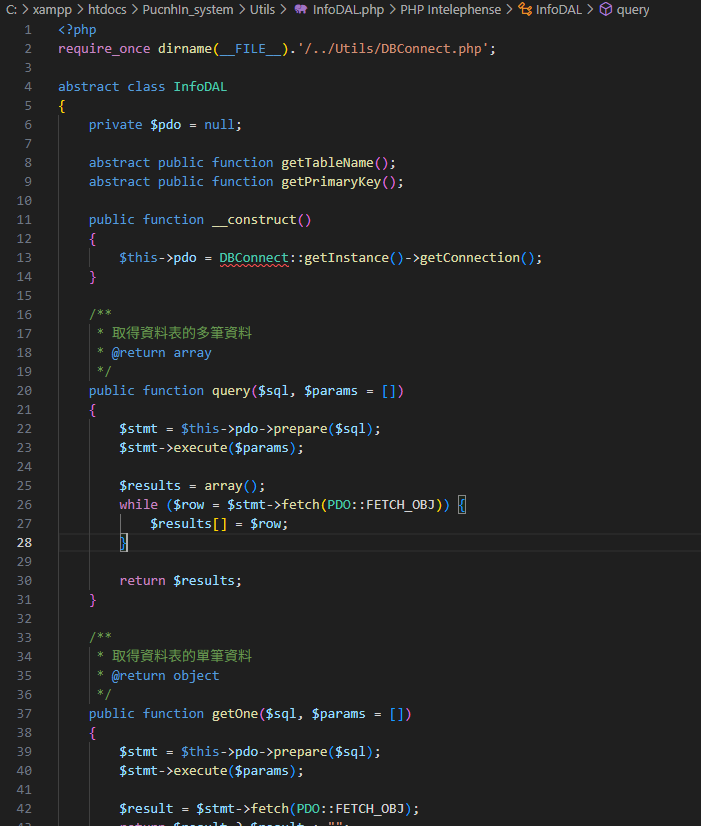 C: > xampp > htdocs > PucnhIn_system > Utils > InfoDAL.php > PHP Intelephense > InfoDAL > query
1 <?php
2 require_once dirname(__FILE__).'/../Utils/DBConnect.php';
3
4 abstract class InfoDAL
5 {
6 private $pdo = null;
7
8 abstract public function getTableName();
9 abstract public function getPrimaryKey();
10
11 public function __construct()
12 {
13 $this->pdo = DBConnect::getInstance()->getConnection();
14 }
15
16 /**
17 * 取得資料表的多筆資料
18 * @return array
19 */
20 public function query($sql, $params = [])
21 {
22 $stmt = $this->pdo->prepare($sql);
23 $stmt->execute($params);
24
25 $results = array();
26 while ($row = $stmt->fetch(PDO::FETCH_OBJ)) {
27 $results[] = $row;
28 }
29
30 return $results;
31 }
32
33 /**
34 * 取得資料表的單筆資料
35 * @return object
36 */
37 public function getOne($sql, $params = [])
38 {
39 $stmt = $this->pdo->prepare($sql);
40 $stmt->execute($params);
41
42 $result = $stmt->fetch(PDO::FETCH_OBJ);
43 return $result ? $result : "";